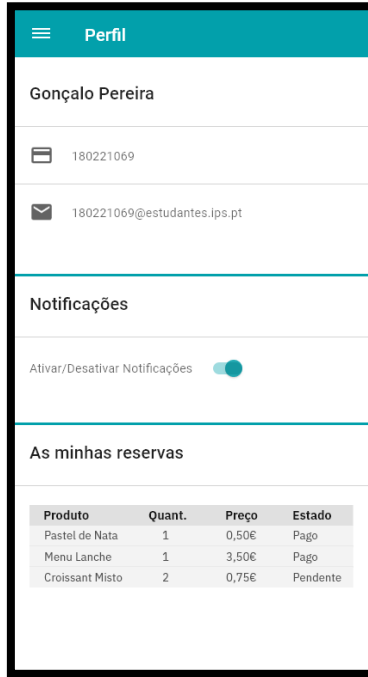 Perfil
Gonçalo Pereira
180221069
180221069@estudantes.ips.pt
Notificações
Ativar/Desativar Notificações
As minhas reservas
Produto Quant. Preço Estado
Pastel de Nata 1 0,50€ Pago
Menu Lanche 1 3,50€ Pago
Croissant Misto 2 0,75€ Pendente